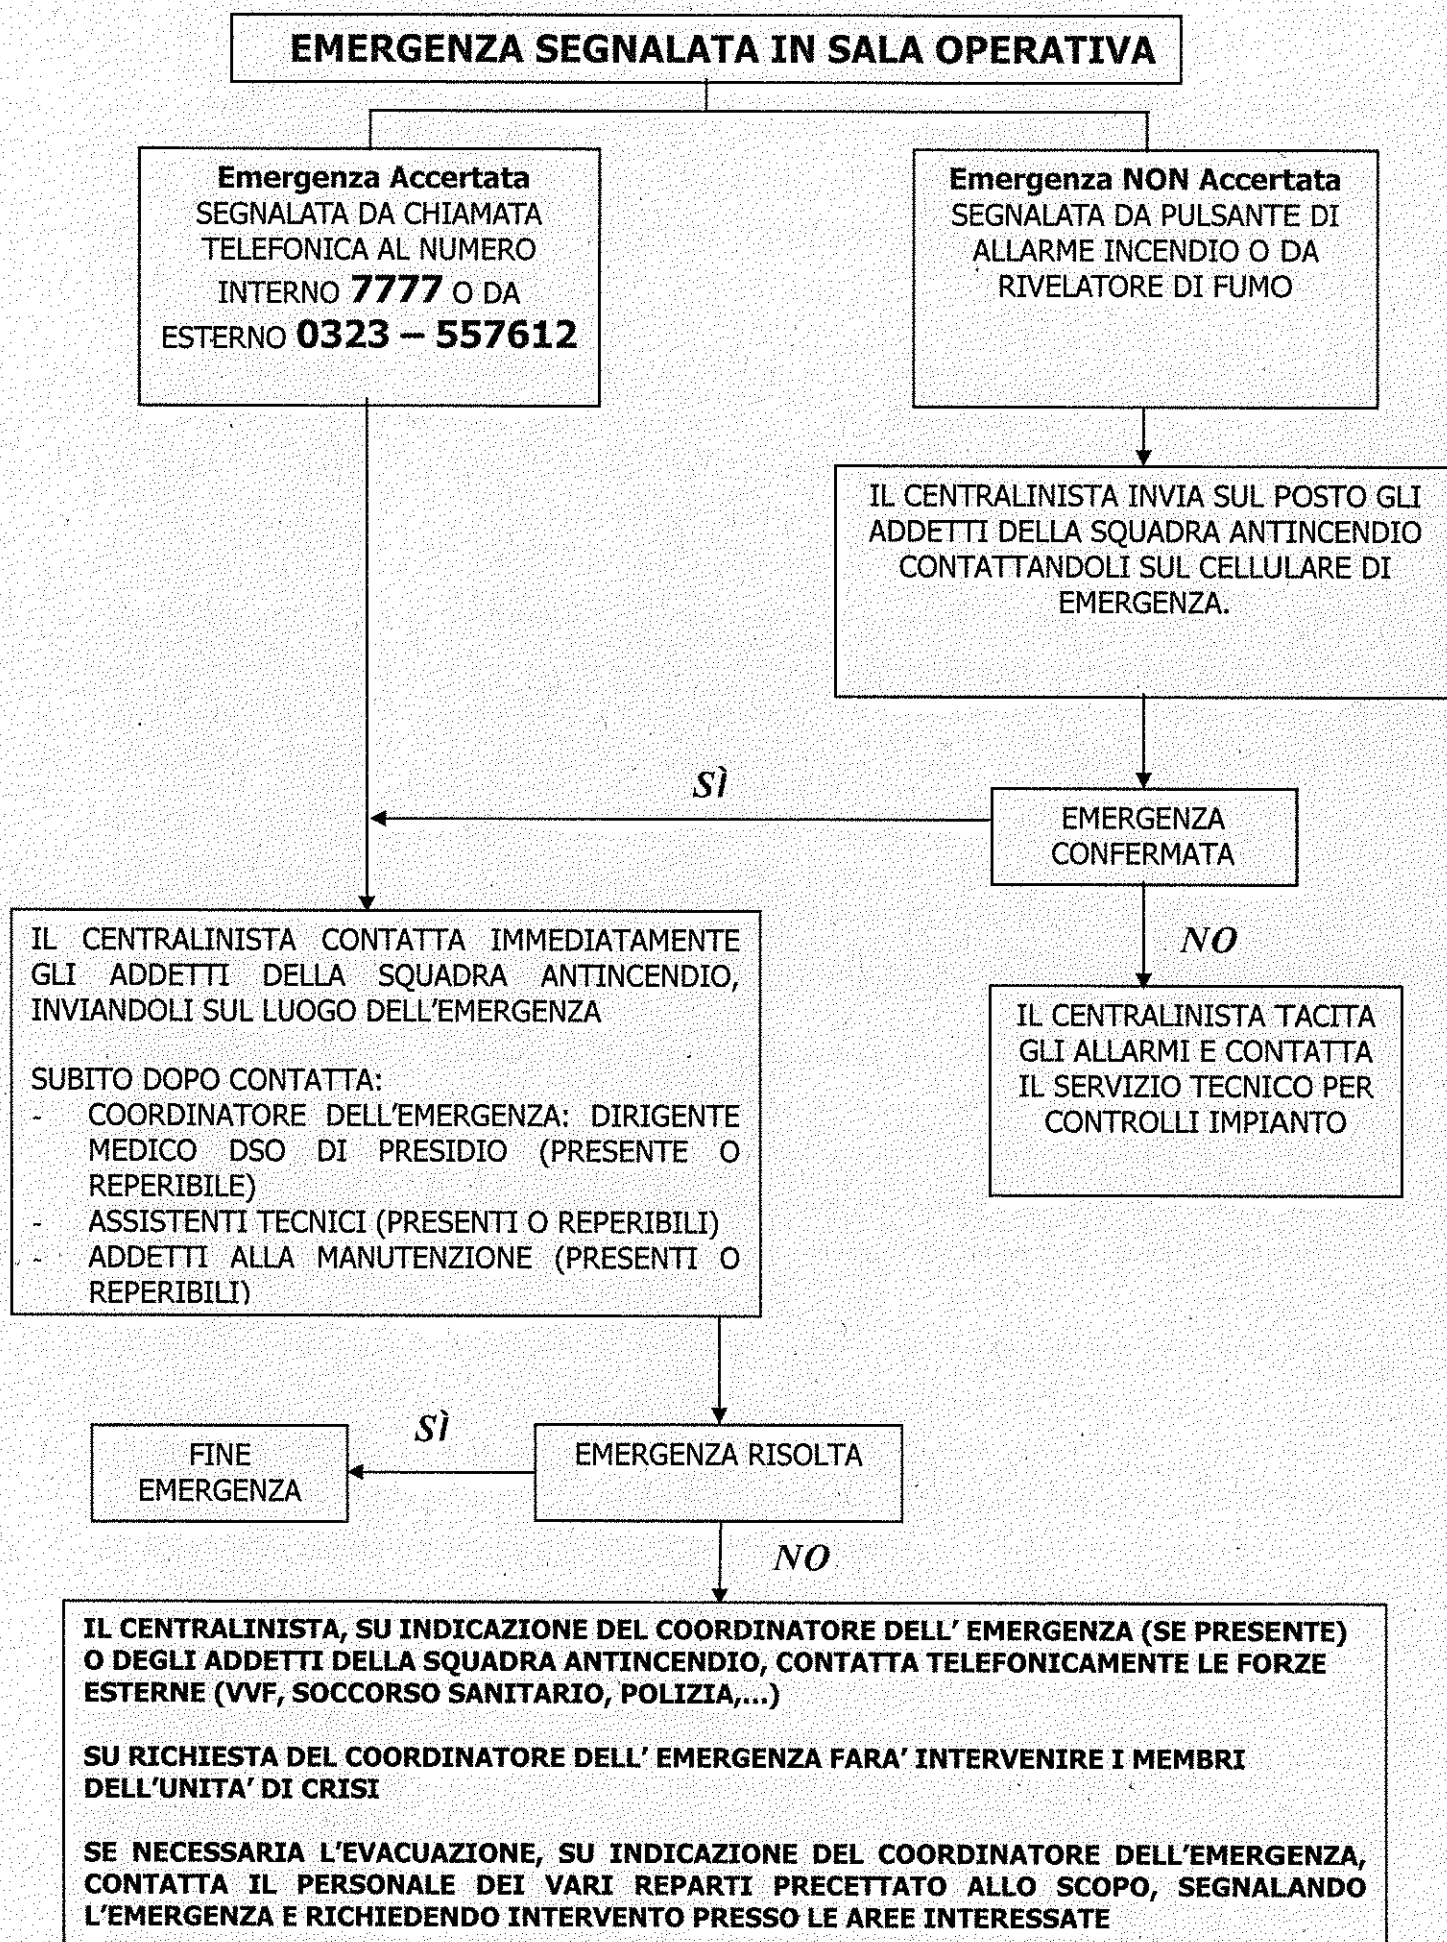 EMERGENZA SEGNALATA IN SALA OPERATIVA
Emergenza Accertata
SEGNALATA DA CHIAMATA
TELEFONICA AL NUMERO
INTERNO 7777 O DA
ESTERNO 0323 – 557612
Emergenza NON Accertata
SEGNALATA DA PULSANTE DI
ALLARME INCENDIO O DA
RIVELATORE DI FUMO
IL CENTRALINISTA INVIA SUL POSTO GLI
ADDETTI DELLA SQUADRA ANTINCENDIO
CONTATTANDOLI SUL CELLULARE DI
EMERGENZA.
SÌ
EMERGENZA
CONFERMATA
NO
IL CENTRALINISTA CONTATTA IMMEDIATAMENTE
GLI ADDETTI DELLA SQUADRA ANTINCENDIO,
INVIANDOLI SUL LUOGO DELL'EMERGENZA
SUBITO DOPO CONTATTA:
- COORDINATORE DELL'EMERGENZA: DIRIGENTE
MEDICO DSO DI PRESIDIO (PRESENTE O
REPERIBILE)
- ASSISTENTI TECNICI (PRESENTI O REPERIBILI)
- ADDETTI ALLA MANUTENZIONE (PRESENTI O
REPERIBILI)
IL CENTRALINISTA TACITA
GLI ALLARMI E CONTATTA
IL SERVIZIO TECNICO PER
CONTROLLI IMPIANTO
FINE
EMERGENZA
SÌ
EMERGENZA RISOLTA
NO
IL CENTRALINISTA, SU INDICAZIONE DEL COORDINATORE DELL' EMERGENZA (SE PRESENTE)
O DEGLI ADDETTI DELLA SQUADRA ANTINCENDIO, CONTATTA TELEFONICAMENTE LE FORZE
ESTERNE (VVF, SOCCORSO SANITARIO, POLIZIA,...)
SU RICHIESTA DEL COORDINATORE DELL' EMERGENZA FARA' INTERVENIRE I MEMBRI
DELL'UNITA' DI CRISI
SE NECESSARIA L'EVACUAZIONE, SU INDICAZIONE DEL COORDINATORE DELL'EMERGENZA,
CONTATTA IL PERSONALE DEI VARI REPARTI PRECETTATO ALLO SCOPO, SEGNALANDO
L'EMERGENZA E RICHIEDENDO INTERVENTO PRESSO LE AREE INTERESSATE